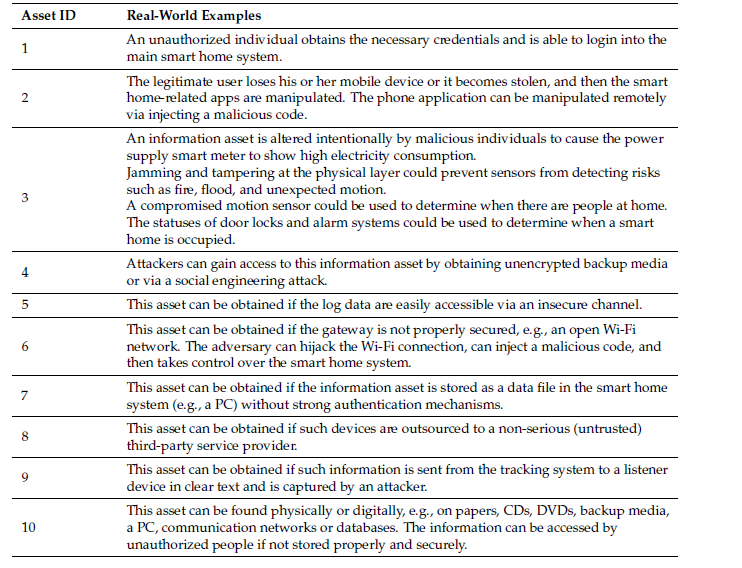 Asset ID Real-World Examples
1 An unauthorized individual obtains the necessary credentials and is able to login into the
main smart home system.
The legitimate user loses his or her mobile device or it becomes stolen, and then the smart
2 home-related apps are manipulated. The phone application can be manipulated remotely
via injecting a malicious code.
An information asset is altered intentionally by malicious individuals to cause the power
supply smart meter to show high electricity consumption.
Jamming and tampering at the physical layer could prevent sensors from detecting risks
such as fire, flood, and unexpected motion.
3
A compromised motion sensor could be used to determine when there are people at home.
The statuses of door locks and alarm systems could be used to determine when a smart
home is occupied.
4 Attackers can gain access to this information asset by obtaining unencrypted backup media
or via a social engineering attack.
5 This asset can be obtained if the log data are easily accessible via an insecure channel.
This asset can be obtained if the gateway is not properly secured, e.g., an open Wi-Fi
6 network. The adversary can hijack the Wi-Fi connection, can inject a malicious code, and
then takes control over the smart home system.
7 This asset can be obtained if the information asset is stored as a data file in the smart home
system (e.g., a PC) without strong authentication mechanisms.
8 This asset can be obtained if such devices are outsourced to a non-serious (untrusted)
third-party service provider.
9 This asset can be obtained if such information is sent from the tracking system to a listener
device in clear text and is captured by an attacker.
This asset can be found physically or digitally, e.g., on papers, CDs, DVDs, backup media,
10 a PC, communication networks or databases. The information can be accessed by
unauthorized people if not stored properly and securely.